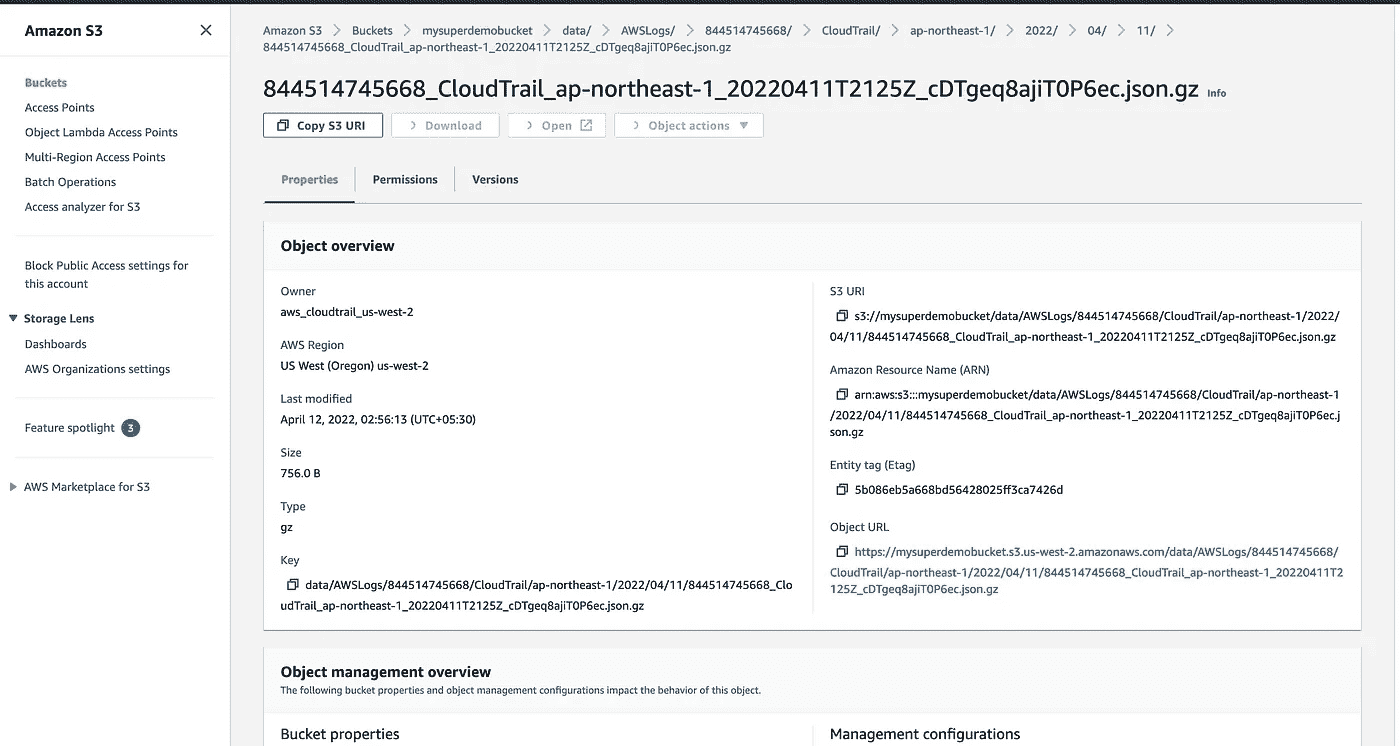 Amazon S3
Buckets
Access Points
Object Lambda Access Points
Multi-Region Access Points
Batch Operations
Access analyzer for S3
Block Public Access settings for
this account
Storage Lens
Dashboards
AWS Organizations settings
Feature spotlight 3
AWS Marketplace for S3
Amazon S3 > Buckets > mysuperdemobucket > data/ > AWSLogs/ > 844514745668/ > CloudTrail/ > ap-northeast-1/ > 2022/ > 04/ > 11/ >
844514745668_CloudTrail_ap-northeast-1_20220411T2125Z_cDTgeq8ajiT0P6ec.json.gz
844514745668_CloudTrail_ap-northeast-1_20220411T2125Z_cDTgeq8ajiT0P6ec.json.gz Info
Copy S3 URI Download Open Object actions
Properties Permissions Versions
Object overview
Owner
aws_cloudtrail_us-west-2
AWS Region
US West (Oregon) us-west-2
Last modified
April 12, 2022, 02:56:13 (UTC+05:30)
Size
756.0 B
Type
gz
Key
data/AWSLogs/844514745668/CloudTrail/ap-northeast-1/2022/04/11/844514745668_Clo
udTrail_ap-northeast-1_20220411T2125Z_cDTgeq8ajiT0P6ec.json.gz
S3 URI
s3://mysuperdemobucket/data/AWSLogs/844514745668/CloudTrail/ap-northeast-1/2022/
04/11/844514745668_CloudTrail_ap-northeast-1_20220411T2125Z_cDTgeq8ajiT0P6ec.json.gz
Amazon Resource Name (ARN)
arn:aws:s3:::mysuperdemobucket/data/AWSLogs/844514745668/CloudTrail/ap-northeast-1
/2022/04/11/844514745668_CloudTrail_ap-northeast-1_20220411T2125Z_cDTgeq8ajiT0P6ec.j
son.gz
Entity tag (Etag)
5b086eb5a668bd56428025ff3ca7426d
Object URL
https://mysuperdemobucket.s3.us-west-2.amazonaws.com/data/AWSLogs/844514745668/
CloudTrail/ap-northeast-1/2022/04/11/844514745668_CloudTrail_ap-northeast-1_20220411T2
125Z_cDTgeq8ajiT0P6ec.json.gz
Object management overview
The following bucket properties and object management configurations impact the behavior of this object.
Bucket properties
Management configurations